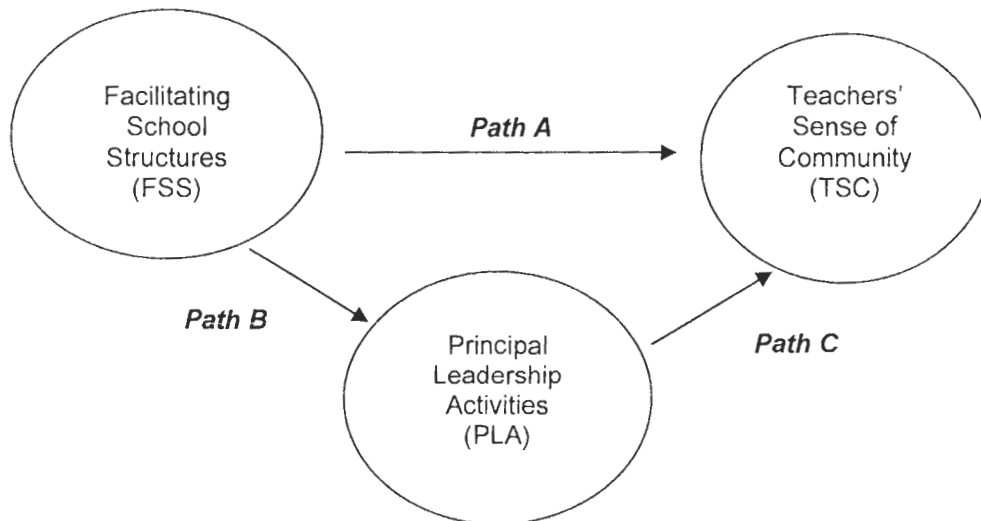 Facilitating
School
Structures
(FSS)
Path A
Teachers'
Sense of
Community
(TSC)
Path B
Principal
Leadership
Activities
(PLA)
Path C